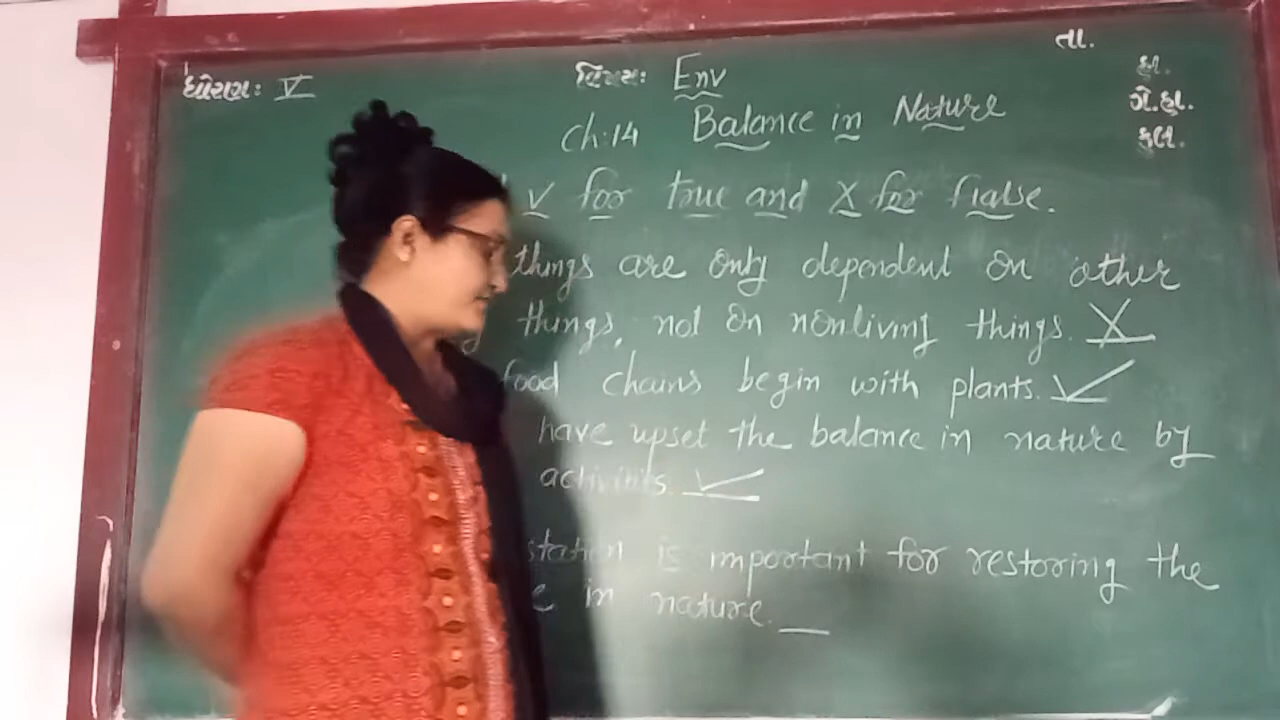 ધોરણ: V
વિષય: Env
તા.
હા.
ગે.હા.
કુલ.
Ch:14 Balance in Nature
✓ for true and X for false.
things are only dependent on other
things, not on nonliving things. X
food chains begin with plants. ✓
have upset the balance in nature by
activities. ✓
is important for restoring the
in nature. __